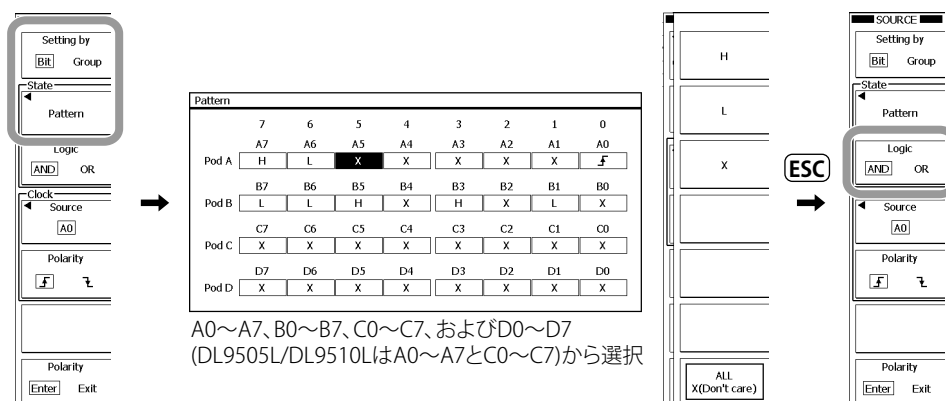 Setting by
Bit Group
State
Pattern
Logic
AND OR
Clock
Source
A0
Polarity
Polarity
Enter Exit
Pattern
7 6 5 4 3 2 1 0
A7 A6 A5 A4 A3 A2 A1 A0
Pod A H L X X X X X
B7 B6 B5 B4 B3 B2 B1 B0
Pod B L L H X H X L X
C7 C6 C5 C4 C3 C2 C1 C0
Pod C X X X X X X X X
D7 D6 D5 D4 D3 D2 D1 D0
Pod D X X X X X X X X
A0～A7、B0～B7、C0～C7、およびD0～D7
(DL9505L/DL9510LはA0～A7とC0～C7)から選択
H
L
X
ALL
X(Don't care)
ESC
SOURCE
Setting by
Bit Group
State
Pattern
Logic
AND OR
Source
A0
Polarity
Polarity
Enter Exit